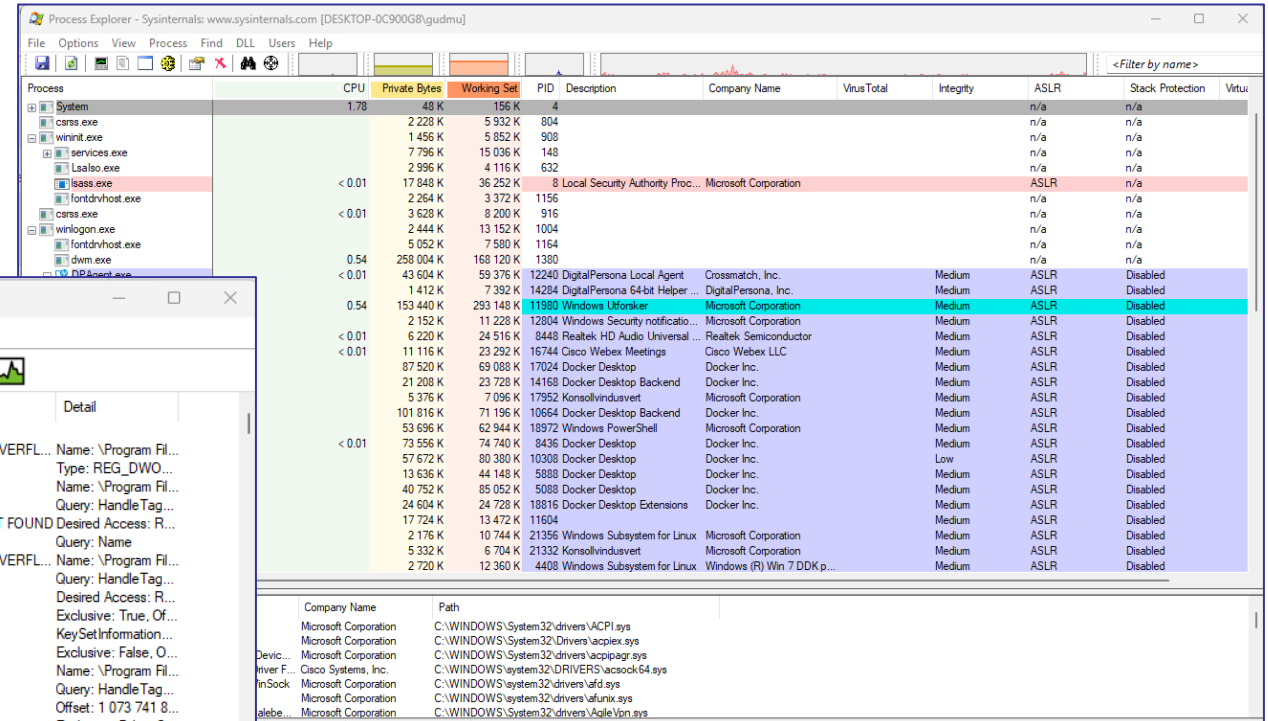 Process Explorer - Sysinternals: www.sysinternals.com [DESKTOP-0C900G8\gudmu]
File Options View Process Find DLL Users Help
<Filter by name>
Process CPU Private Bytes Working Set PID Description Company Name VirusTotal Integrity ASLR Stack Protection Virtua
System 1.78 48 K 156 K 4 n/a n/a
csrss.exe 2 228 K 5 932 K 804 n/a n/a
wininit.exe 1 456 K 5 852 K 908 n/a n/a
services.exe 7 796 K 15 036 K 148 n/a n/a
LsaIso.exe 2 996 K 4 116 K 632 n/a n/a
lsass.exe < 0.01 17 848 K 36 252 K 8 Local Security Authority Proc... Microsoft Corporation ASLR n/a
fontdrvhost.exe 2 264 K 3 372 K 1156 n/a n/a
csrss.exe < 0.01 3 628 K 8 200 K 916 n/a n/a
winlogon.exe 2 444 K 13 152 K 1004 n/a n/a
fontdrvhost.exe 5 052 K 7 580 K 1164 n/a n/a
dwm.exe 0.54 258 004 K 168 120 K 1380 n/a n/a
DPAgent.exe < 0.01 43 604 K 59 376 K 12240 DigitalPersona Local Agent Crossmatch, Inc. Medium ASLR Disabled
1 412 K 7 392 K 14284 DigitalPersona 64-bit Helper ... DigitalPersona, Inc. Medium ASLR Disabled
0.54 153 440 K 293 148 K 11980 Windows Utforsker Microsoft Corporation Medium ASLR Disabled
2 152 K 11 228 K 12804 Windows Security notificatio... Microsoft Corporation Medium ASLR Disabled
< 0.01 6 220 K 24 516 K 8448 Realtek HD Audio Universal ... Realtek Semiconductor Medium ASLR Disabled
< 0.01 11 116 K 23 292 K 16744 Cisco Webex Meetings Cisco Webex LLC Medium ASLR Disabled
87 520 K 69 088 K 17024 Docker Desktop Docker Inc. Medium ASLR Disabled
21 208 K 23 728 K 14168 Docker Desktop Backend Docker Inc. Medium ASLR Disabled
5 376 K 7 096 K 17952 Konsollvindusvert Microsoft Corporation Medium ASLR Disabled
101 816 K 71 196 K 10664 Docker Desktop Backend Docker Inc. Medium ASLR Disabled
53 696 K 62 944 K 18972 Windows PowerShell Microsoft Corporation Medium ASLR Disabled
< 0.01 73 556 K 74 740 K 8436 Docker Desktop Docker Inc. Medium ASLR Disabled
57 672 K 80 380 K 10308 Docker Desktop Docker Inc. Low ASLR Disabled
13 636 K 44 148 K 5888 Docker Desktop Docker Inc. Medium ASLR Disabled
40 752 K 85 052 K 5088 Docker Desktop Docker Inc. Medium ASLR Disabled
24 604 K 24 728 K 18816 Docker Desktop Extensions Docker Inc. Medium ASLR Disabled
17 724 K 13 472 K 11604 Medium ASLR Disabled
2 176 K 10 744 K 21356 Windows Subsystem for Linux Microsoft Corporation Medium ASLR Disabled
5 332 K 6 704 K 21332 Konsollvindusvert Microsoft Corporation Medium ASLR Disabled
2 720 K 12 360 K 4408 Windows Subsystem for Linux Windows (R) Win 7 DDK p... Medium ASLR Disabled
Company Name Path
Microsoft Corporation C:\WINDOWS\System32\drivers\ACPI.sys
Microsoft Corporation C:\WINDOWS\System32\Drivers\acpiex.sys
Devic... Microsoft Corporation C:\WINDOWS\System32\drivers\acpipagr.sys
river F... Cisco Systems, Inc. C:\WINDOWS\system32\DRIVERS\acsock64.sys
inSock Microsoft Corporation C:\WINDOWS\system32\drivers\afd.sys
Microsoft Corporation C:\WINDOWS\system32\drivers\afunix.sys
alebe... Microsoft Corporation C:\WINDOWS\System32\drivers\AgileVpn.sys
Detail
VERFL... Name: \Program Fil...
Type: REG_DWO...
Name: \Program Fil...
Query: HandleTag...
T FOUND Desired Access: R...
Query: Name
VERFL... Name: \Program Fil...
Query: HandleTag...
Desired Access: R...
Exclusive: True, Of...
KeySetInformation...
Exclusive: False, O...
Name: \Program Fil...
Query: HandleTag...
Offset: 1 073 741 8...